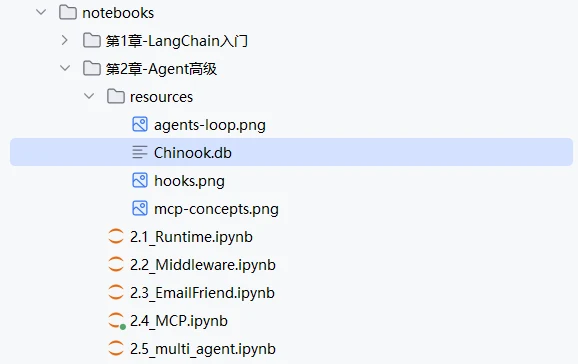 notebooks
第1章-LangChain入门
第2章-Agent高级
resources
agents-loop.png
Chinook.db
hooks.png
mcp-concepts.png
2.1_Runtime.ipynb
2.2_Middleware.ipynb
2.3_EmailFriend.ipynb
2.4_MCP.ipynb
2.5_multi_agent.ipynb